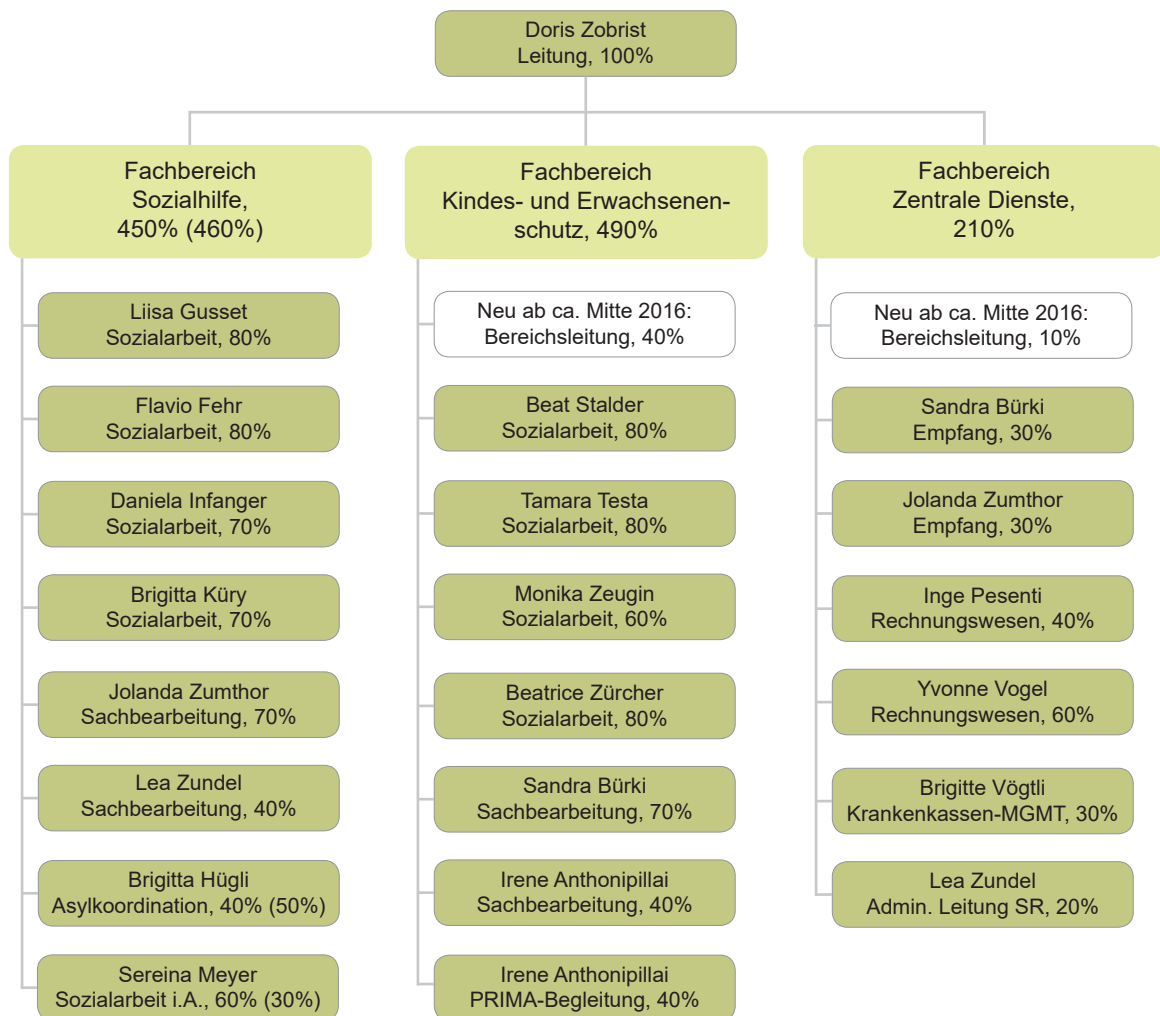 Doris Zobrist
Leitung, 100%
Fachbereich
Sozialhilfe,
450% (460%)
Liisa Gusset
Sozialarbeit, 80%
Flavio Fehr
Sozialarbeit, 80%
Daniela Infanger
Sozialarbeit, 70%
Brigitta Küry
Sozialarbeit, 70%
Jolanda Zumthor
Sachbearbeitung, 70%
Lea Zundel
Sachbearbeitung, 40%
Brigitta Hügli
Asylkoordination, 40% (50%)
Sereina Meyer
Sozialarbeit i.A., 60% (30%)
Fachbereich
Kindes- und Erwachsenen-
schutz, 490%
Neu ab ca. Mitte 2016:
Bereichsleitung, 40%
Beat Stalder
Sozialarbeit, 80%
Tamara Testa
Sozialarbeit, 80%
Monika Zeugin
Sozialarbeit, 60%
Beatrice Zürcher
Sozialarbeit, 80%
Sandra Bürki
Sachbearbeitung, 70%
Irene Anthonipillai
Sachbearbeitung, 40%
Irene Anthonipillai
PRIMA-Begleitung, 40%
Fachbereich
Zentrale Dienste,
210%
Neu ab ca. Mitte 2016:
Bereichsleitung, 10%
Sandra Bürki
Empfang, 30%
Jolanda Zumthor
Empfang, 30%
Inge Pesenti
Rechnungswesen, 40%
Yvonne Vogel
Rechnungswesen, 60%
Brigitte Vögtli
Krankenkassen-MGMT, 30%
Lea Zundel
Admin. Leitung SR, 20%